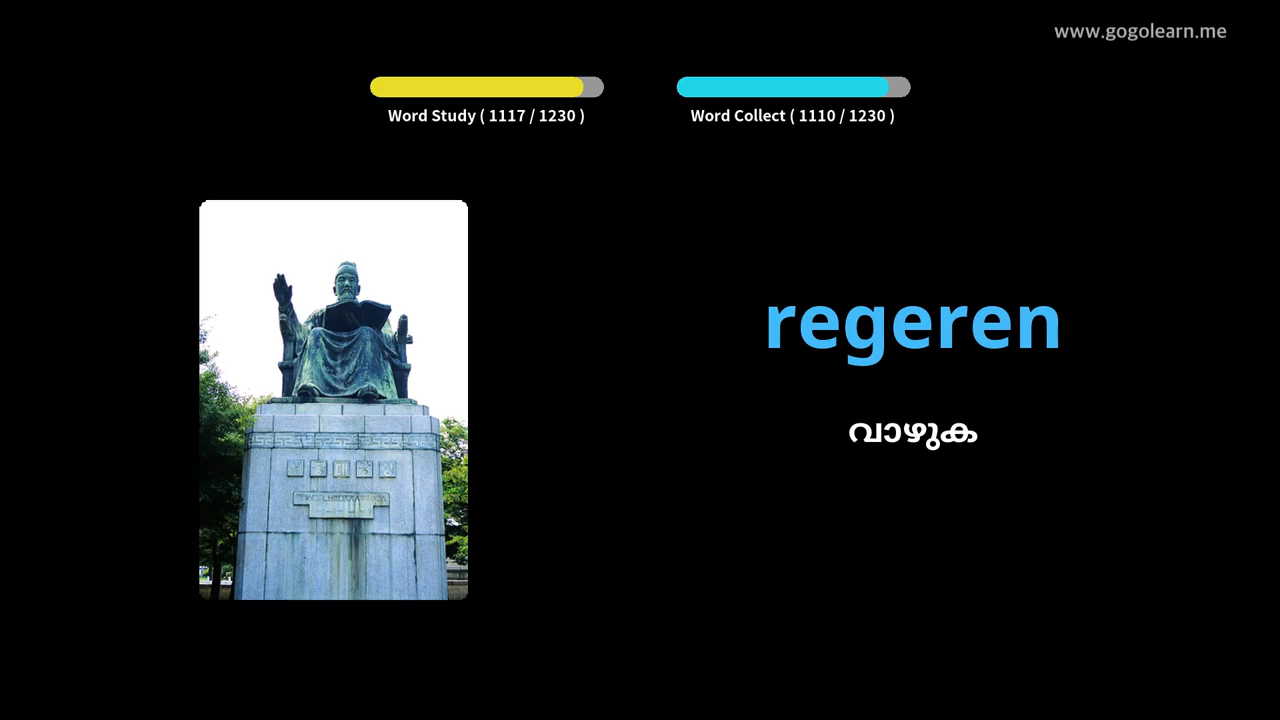 www.gogolearn.me
Word Study ( 1117 / 1230 )
Word Collect ( 1110 / 1230 )
regeren
വാഴുക